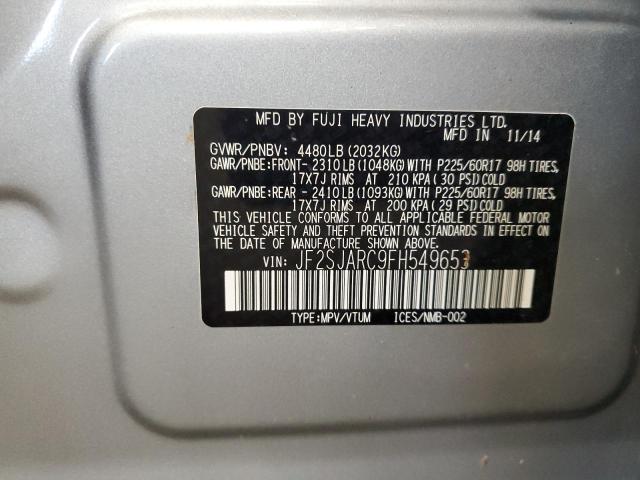 MFD BY FUJI HEAVY INDUSTRIES LTD.
MFD IN 11/14
GVWR/PNBV: 4480LB(2032KG)
GAWR/PNBE:FRONT- 2310LB(1048KG)WITH P225/60R17 98H TIRES,
17X7J RIMS AT 210 KPA(30 PSI)COLD
GAWR/PNBE:REAR - 2410LB(1093KG)WITH P225/60R17 98H TIRES,
17X7J RIMS AT 200 KPA(29 PSI)COLD
THIS VEHICLE CONFORMS TO ALL APPLICABLE FEDERAL MOTOR
VEHICLE SAFETY AND THEFT PREVENTION STANDARDS IN EFFECT ON
THE DATE OF MANUFACTURE SHOWN ABOVE.
VIN: JF2SJARC9FH549653
TYPE:MPV/VTUM ICES/NMB-002